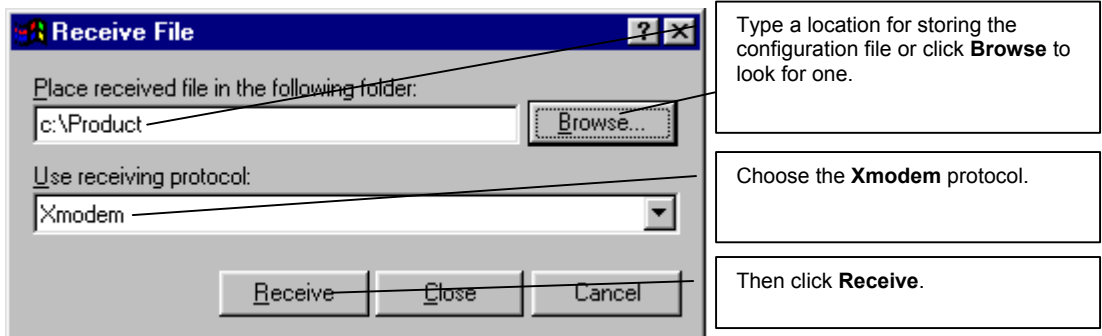 Receive File
Place received file in the following folder:
c:\Product
Browse...
Use receiving protocol:
Xmodem
Receive
Close
Cancel
Type a location for storing the
configuration file or click Browse to
look for one.
Choose the Xmodem protocol.
Then click Receive.